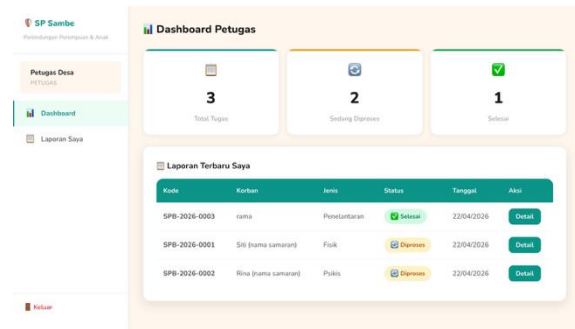 SP Sambe
Perlindungan Perempuan & Anak
Petugas Desa
PETUGAS
Dashboard
Laporan Saya
Keluar
Dashboard Petugas
3
Total Tugas
2
Sedang Diproses
1
Selesai
Laporan Terbaru Saya
Kode Korban Jenis Status Tanggal Aksi
SPB-2026-0003 rama Penelantaran Selesai 22/04/2026 Detail
SPB-2026-0001 Siti (nama samaran) Fisik Diproses 22/04/2026 Detail
SPB-2026-0002 Rina (nama samaran) Psikis Diproses 22/04/2026 Detail